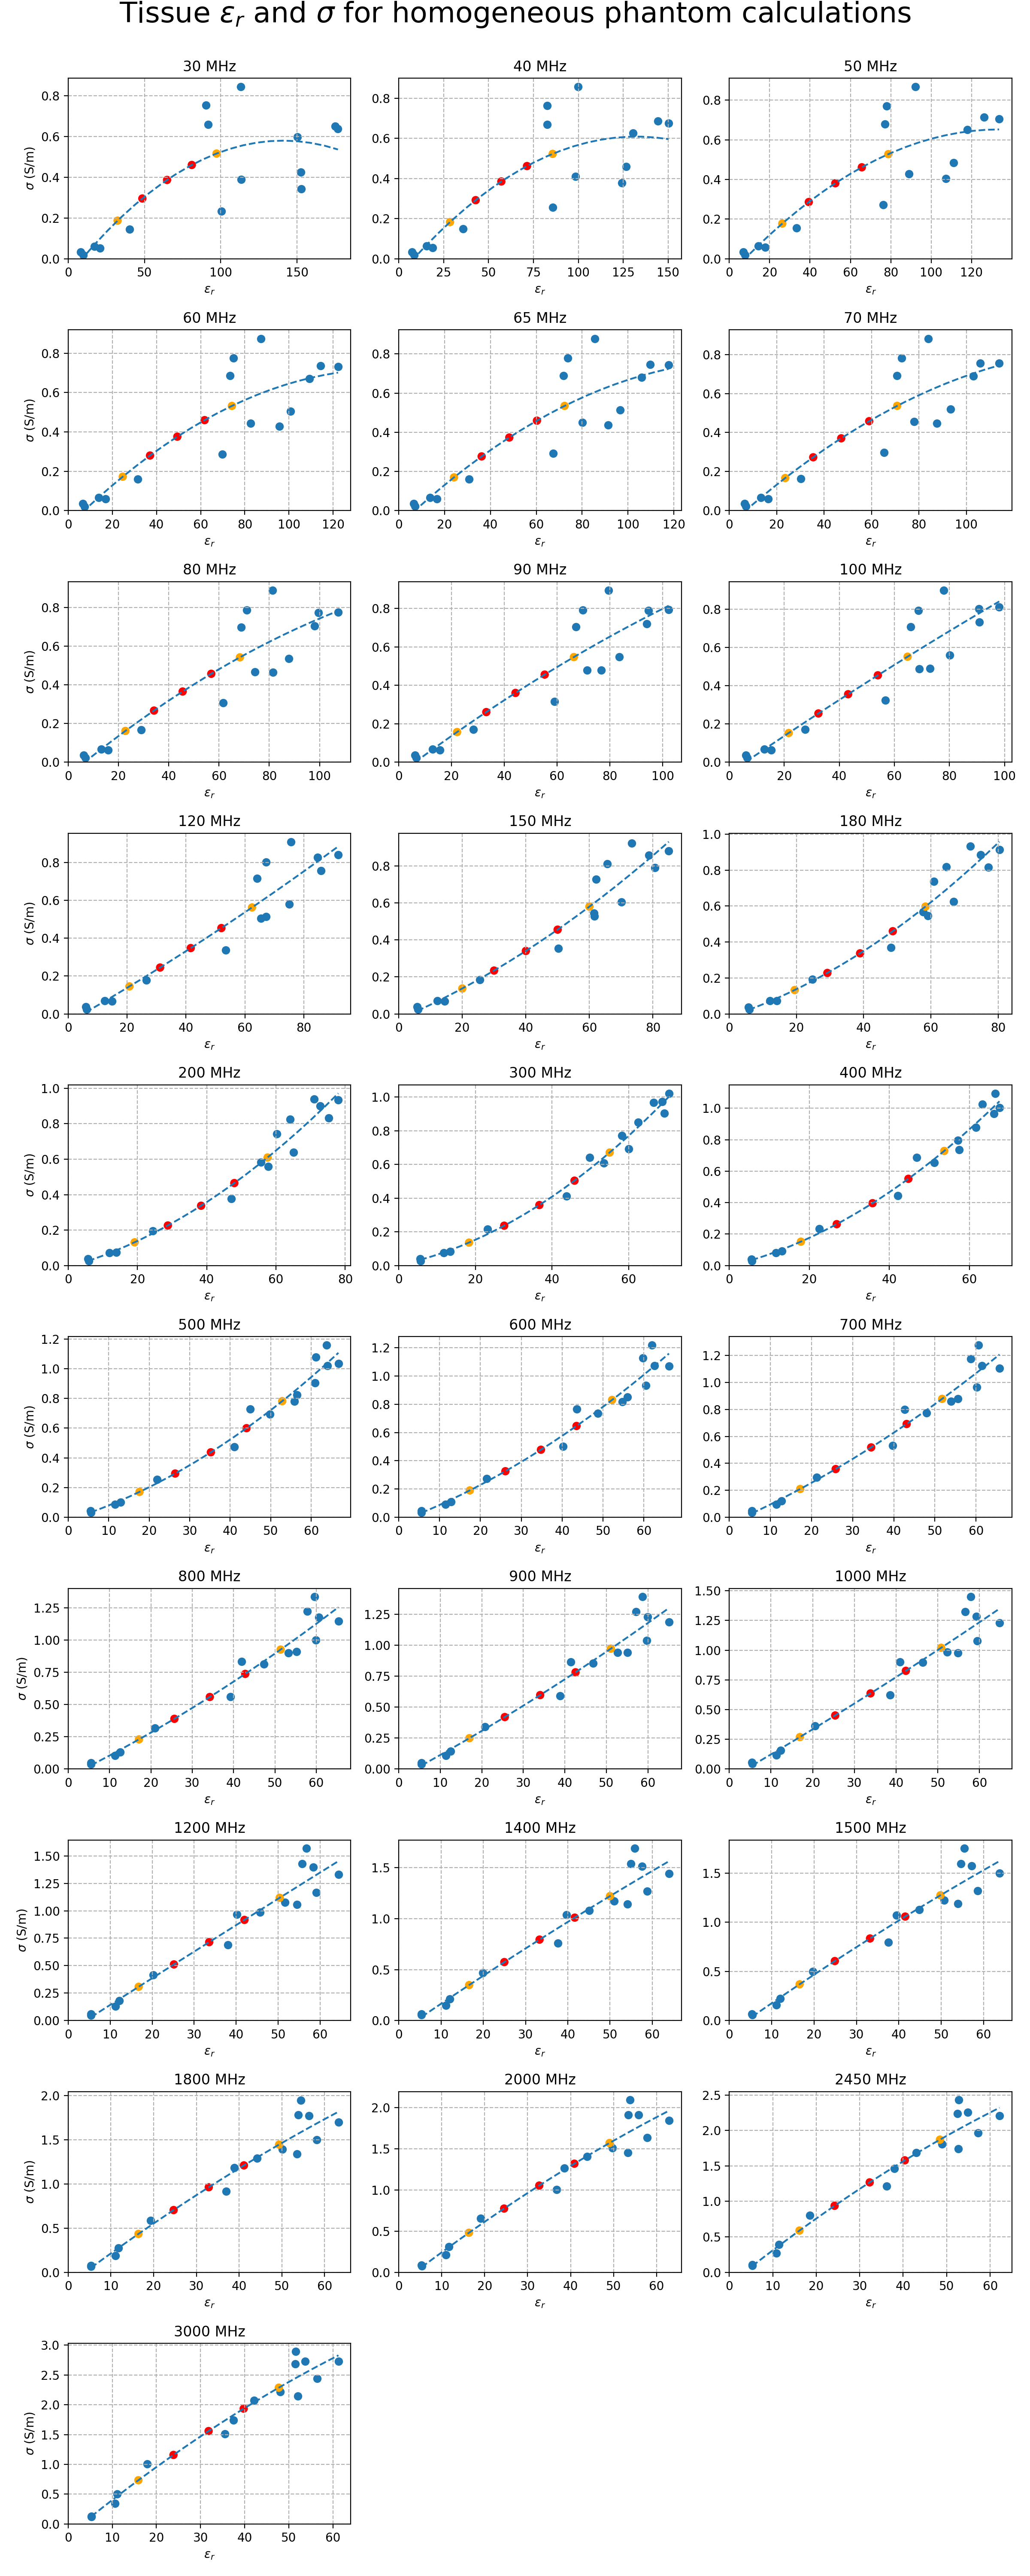 Tissue εr and σ for homogeneous phantom calculations
30 MHz
40 MHz
50 MHz
0.0 0.2 0.4 0.6 0.8
0.0 0.2 0.4 0.6 0.8
0.0 0.2 0.4 0.6 0.8
σ (S/m)
0 50 100 150
0 25 50 75 100 125 150
0 20 40 60 80 100 120
εr
εr
εr
60 MHz
65 MHz
70 MHz
0.0 0.2 0.4 0.6 0.8
0.0 0.2 0.4 0.6 0.8
0.0 0.2 0.4 0.6 0.8
σ (S/m)
0 20 40 60 80 100 120
0 20 40 60 80 100 120
0 20 40 60 80 100
εr
εr
εr
80 MHz
90 MHz
100 MHz
0.0 0.2 0.4 0.6 0.8
0.0 0.2 0.4 0.6 0.8
0.0 0.2 0.4 0.6 0.8
σ (S/m)
0 20 40 60 80 100
0 20 40 60 80 100
0 20 40 60 80 100
εr
εr
εr
120 MHz
150 MHz
180 MHz
0.0 0.2 0.4 0.6 0.8
0.0 0.2 0.4 0.6 0.8
0.0 0.2 0.4 0.6 0.8 1.0
σ (S/m)
0 20 40 60 80
0 20 40 60 80
0 20 40 60 80
εr
εr
εr
200 MHz
300 MHz
400 MHz
0.0 0.2 0.4 0.6 0.8 1.0
0.0 0.2 0.4 0.6 0.8 1.0
0.0 0.2 0.4 0.6 0.8 1.0
σ (S/m)
0 20 40 60 80
0 20 40 60
0 20 40 60
εr
εr
εr
500 MHz
600 MHz
700 MHz
0.0 0.2 0.4 0.6 0.8 1.0 1.2
0.0 0.2 0.4 0.6 0.8 1.0 1.2
0.0 0.2 0.4 0.6 0.8 1.0 1.2
σ (S/m)
0 10 20 30 40 50 60
0 10 20 30 40 50 60
0 10 20 30 40 50 60
εr
εr
εr
800 MHz
900 MHz
1000 MHz
0.00 0.25 0.50 0.75 1.00 1.25
0.00 0.25 0.50 0.75 1.00 1.25
0.00 0.25 0.50 0.75 1.00 1.25 1.50
σ (S/m)
0 10 20 30 40 50 60
0 10 20 30 40 50 60
0 10 20 30 40 50 60
εr
εr
εr
1200 MHz
1400 MHz
1500 MHz
0.00 0.25 0.50 0.75 1.00 1.25 1.50
0.0 0.5 1.0 1.5
0.0 0.5 1.0 1.5
σ (S/m)
0 10 20 30 40 50 60
0 10 20 30 40 50 60
0 10 20 30 40 50 60
εr
εr
εr
1800 MHz
2000 MHz
2450 MHz
0.0 0.5 1.0 1.5 2.0
0.0 0.5 1.0 1.5 2.0
0.0 0.5 1.0 1.5 2.0 2.5
σ (S/m)
0 10 20 30 40 50 60
0 10 20 30 40 50 60
0 10 20 30 40 50 60
εr
εr
εr
3000 MHz
0.0 0.5 1.0 1.5 2.0 2.5 3.0
σ (S/m)
0 10 20 30 40 50 60
εr